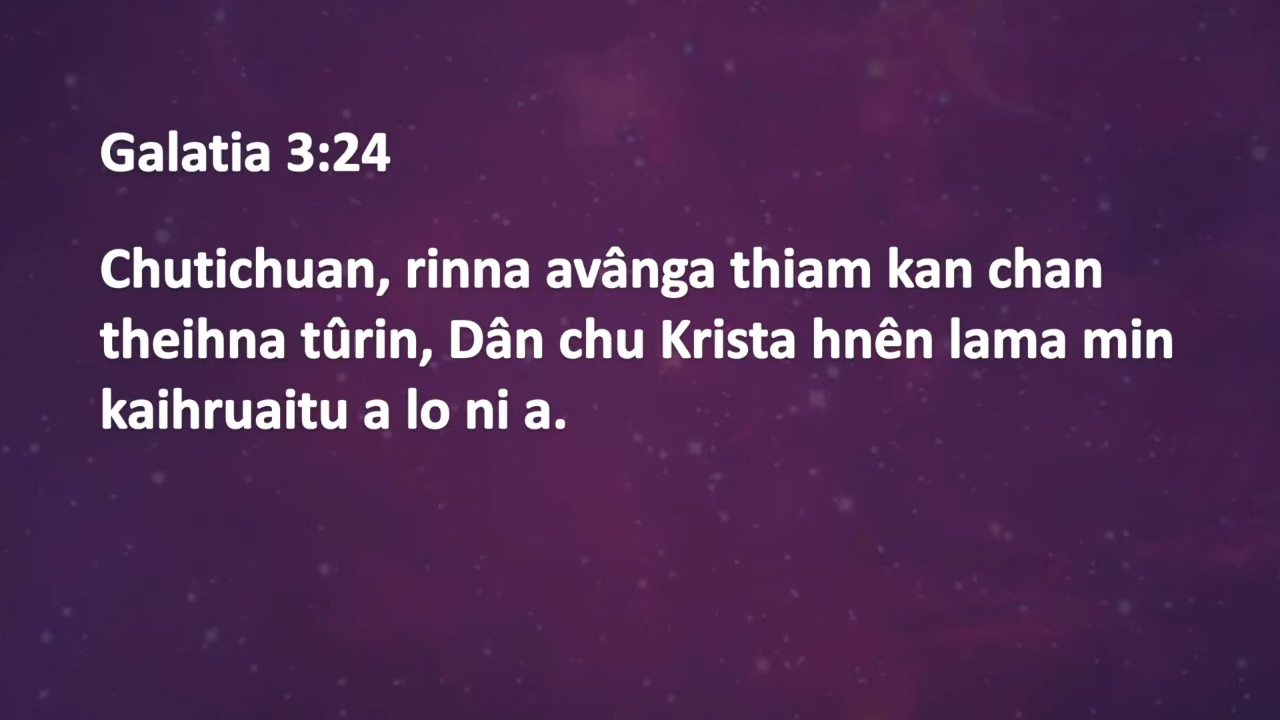 Galatia 3:24
Chutichuan, rinna avânga thiam kan chan
theihna tûrin, Dân chu Krista hnên lama min
kaihruaitu a lo ni a.